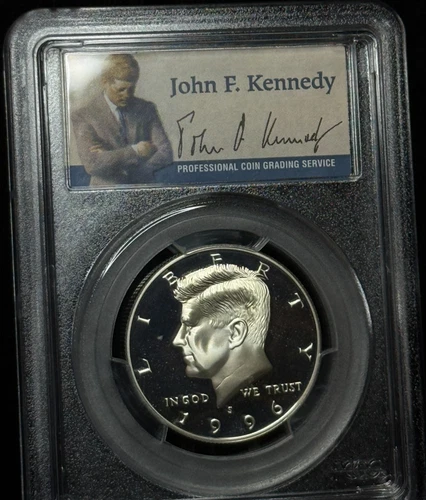 John F. Kennedy
John F Kennedy
PROFESSIONAL COIN GRADING SERVICE
LIBERTY
IN GOD WE TRUST
S
1996